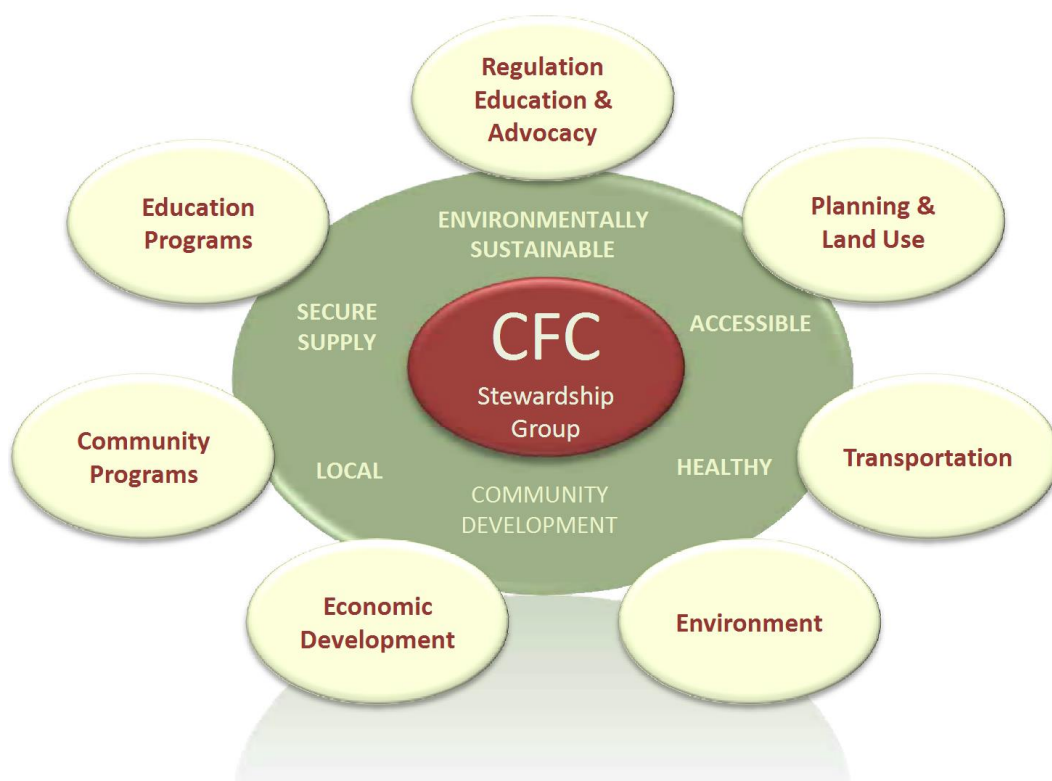 Regulation
Education &
Advocacy
Education
Programs
Planning &
Land Use
ENVIRONMENTALLY
SUSTAINABLE
SECURE
SUPPLY
ACCESSIBLE
CFC
Stewardship
Group
Community
Programs
LOCAL
HEALTHY
Transportation
COMMUNITY
DEVELOPMENT
Economic
Development
Environment